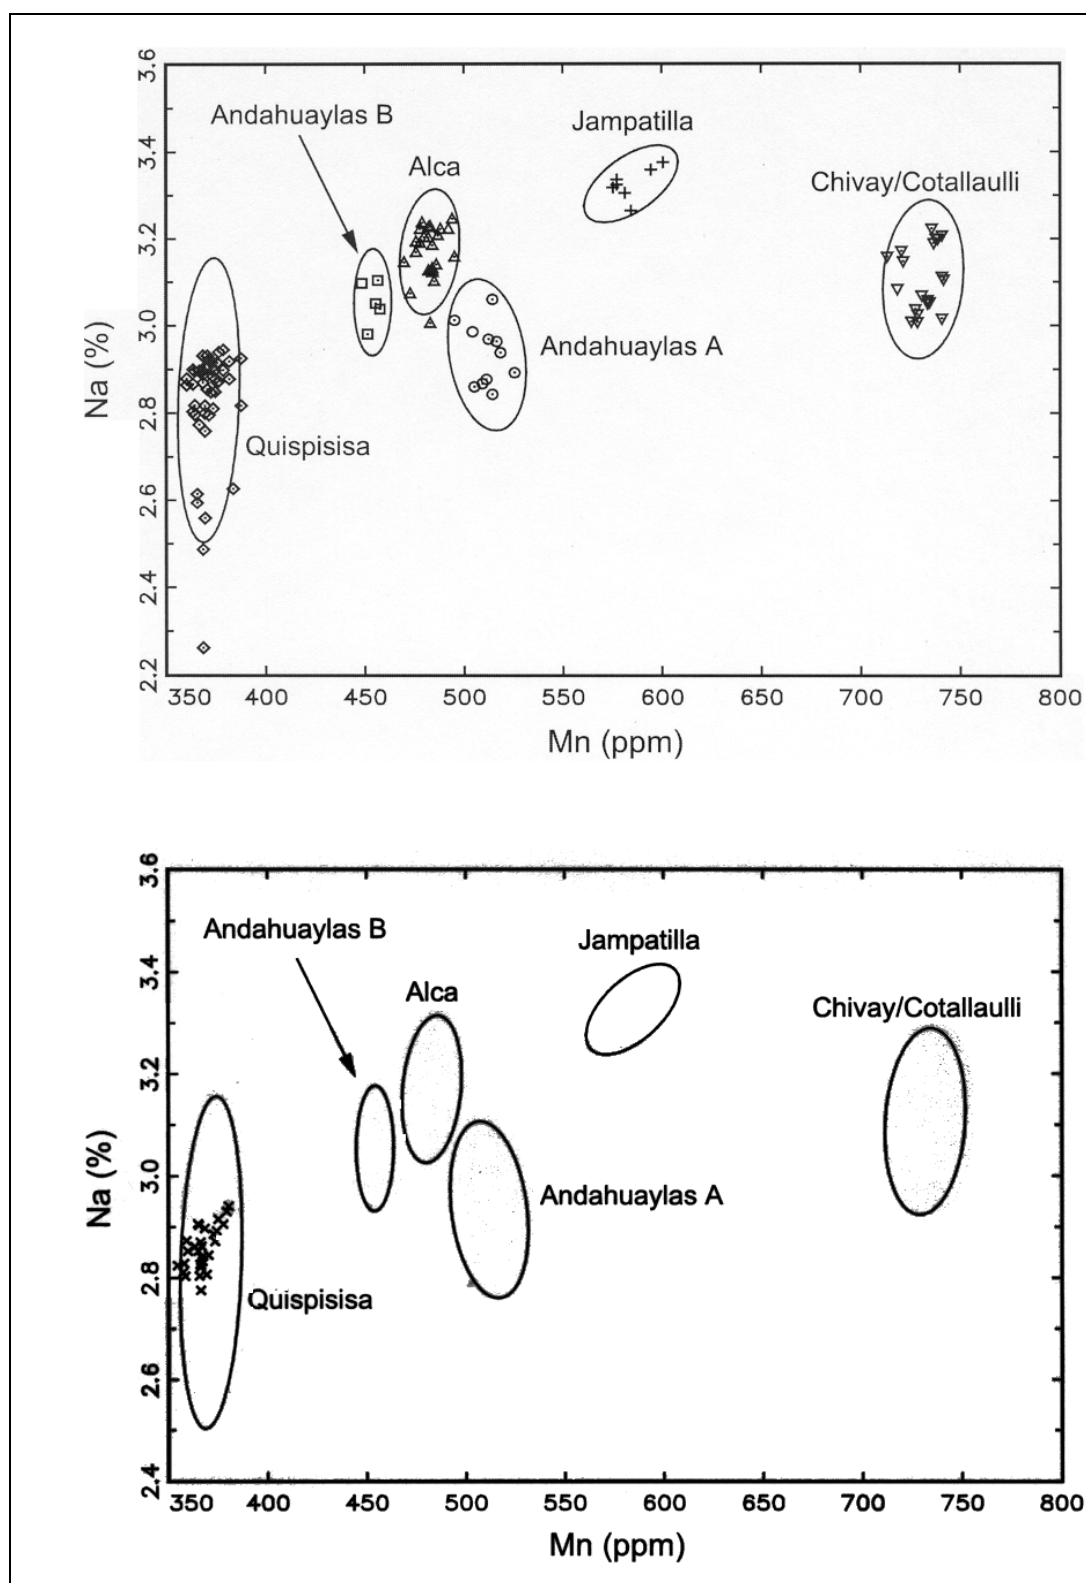 3.6
3.4
3.2
3.0
2.8
2.6
2.4
2.2
Na (%)
Andahuaylas B
Jampatilla
Alca
Chivay/Cotallaulli
Andahuaylas A
Quispisisa
350 400 450 500 550 600 650 700 750 800
Mn (ppm)
3.6
3.4
3.2
3.0
2.8
2.6
2.4
Na (%)
Andahuaylas B
Jampatilla
Alca
Chivay/Cotallaulli
Andahuaylas A
Quispisisa
350 400 450 500 550 600 650 700 750 800
Mn (ppm)